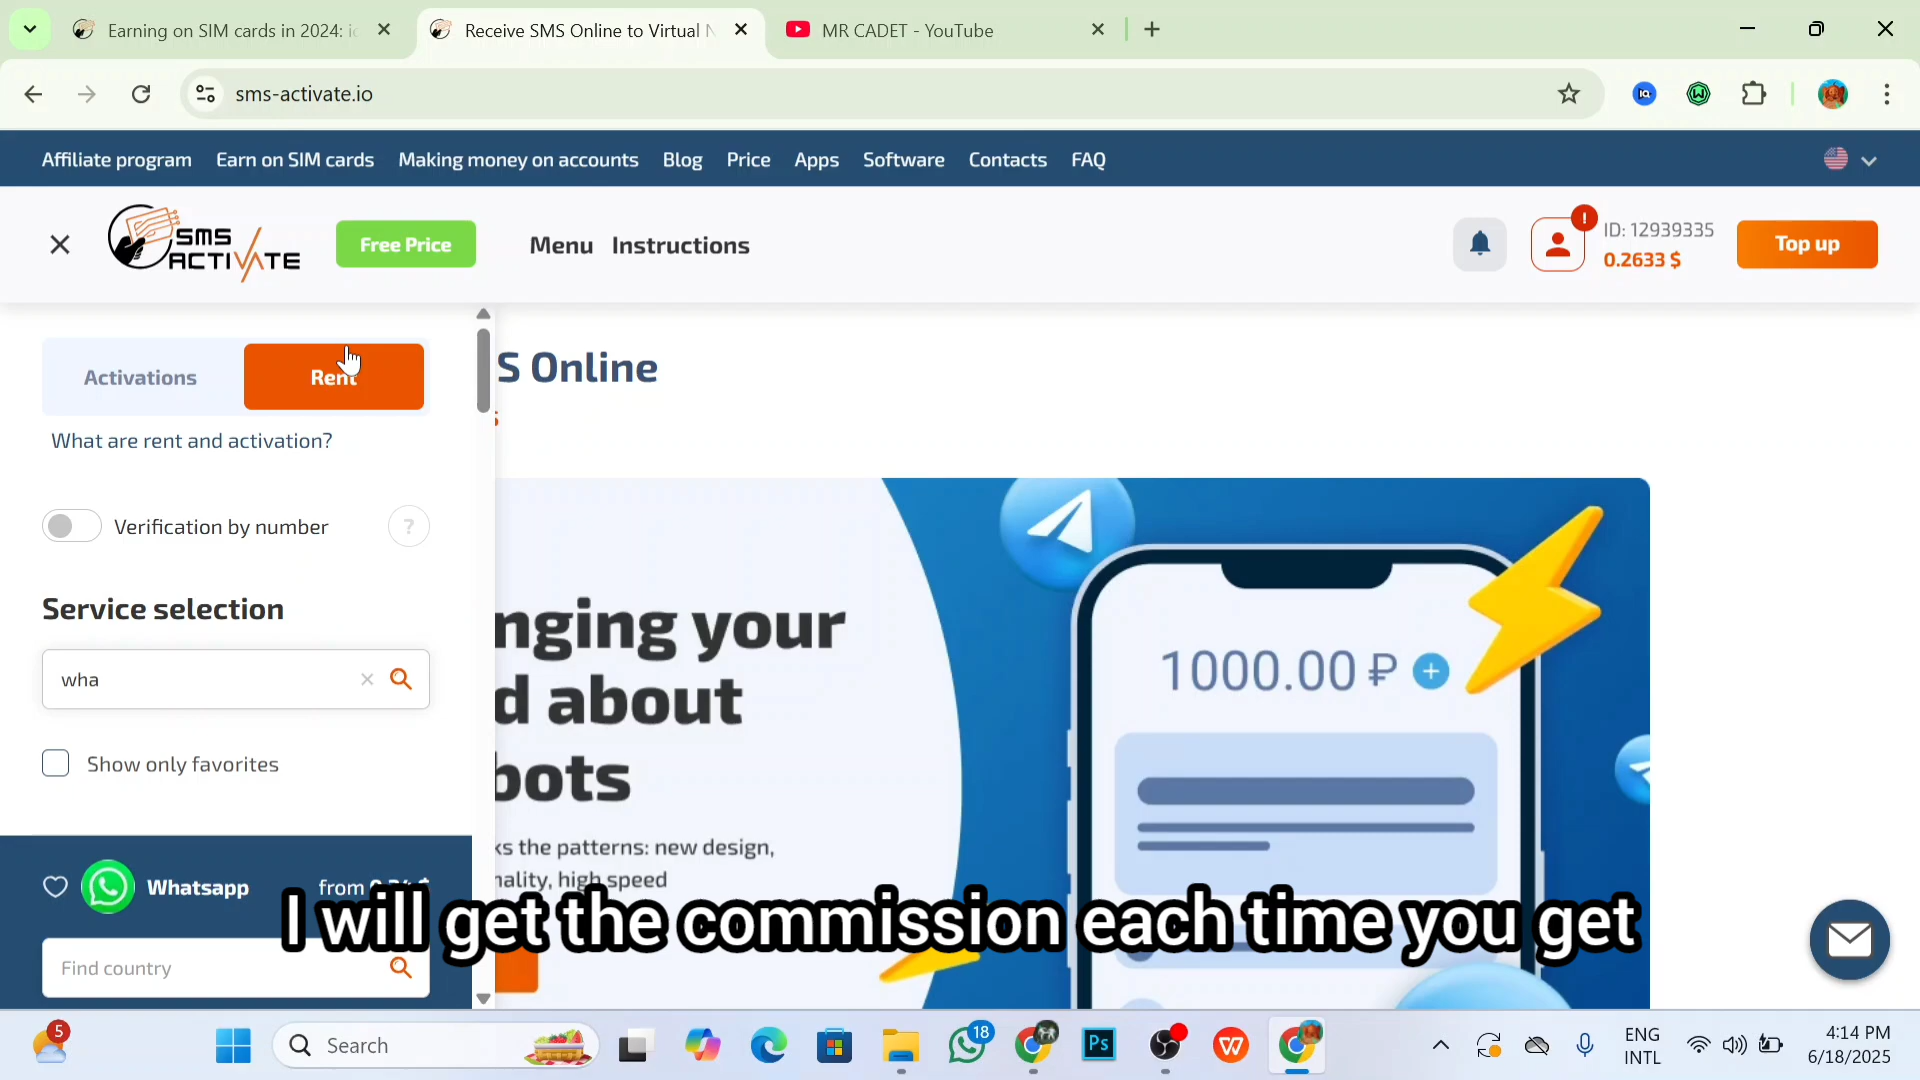 Earning on SIM cards in 2024: ic
Receive SMS Online to Virtual N
MR CADET - YouTube
sms-activate.io
Affiliate program Earn on SIM cards Making money on accounts Blog Price Apps Software Contacts FAQ
SMS ACTIVATE
Free Price
Menu Instructions
!
ID: 12939335
0.2633 $
Top up
Activations
Rent
S Online
What are rent and activation?
Verification by number
?
Service selection
wha
Show only favorites
nging your
d about
bots
ks the patterns: new design,
nality, high speed
1000.00 ₽ +
Whatsapp
from
I will get the commission each time you get
Find country
5
Search
18
Ps
ENG
INTL
4:14 PM
6/18/2025